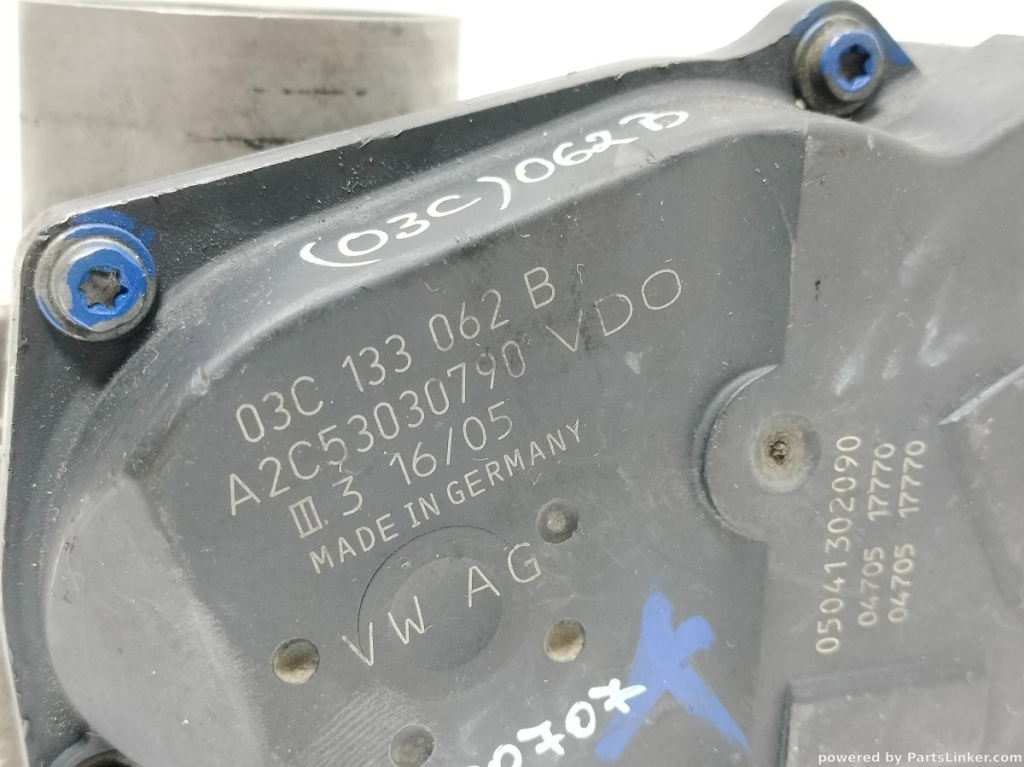 (03C) 062B
03C 133 062 B
A2C53030790 VDO
III. 3 16/05
MADE IN GERMANY
VW AG
05041302090
04705 17770
04705 17770
0707
powered by PartsLinker.com